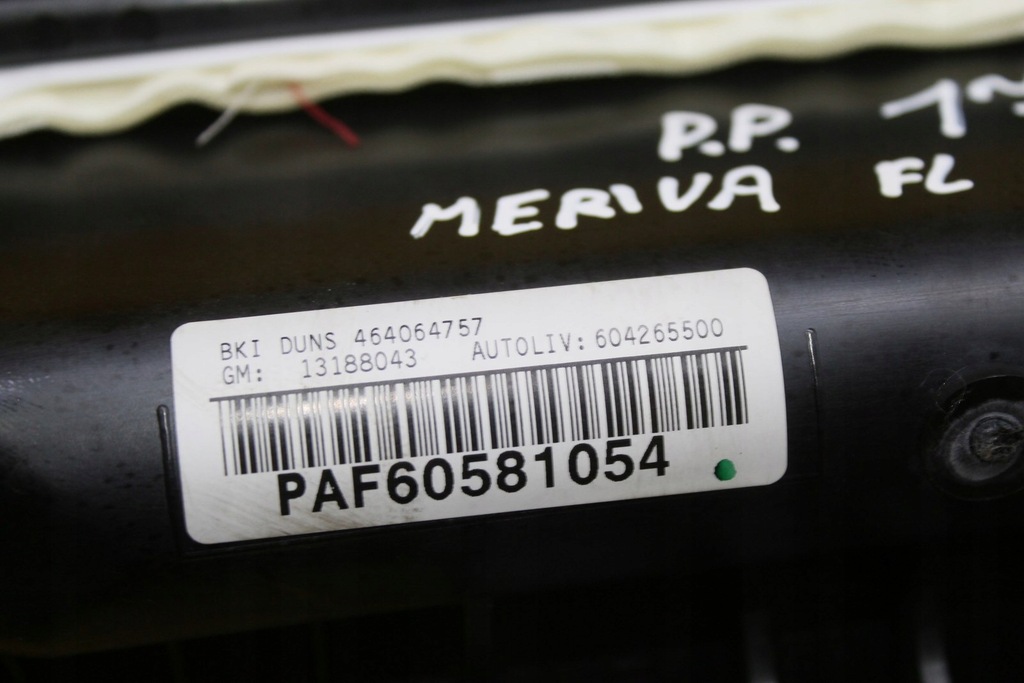 P.P.
MERIVA FL
BKI DUNS 464064757
GM: 13188043 AUTOLIV: 604265500
PAF60581054